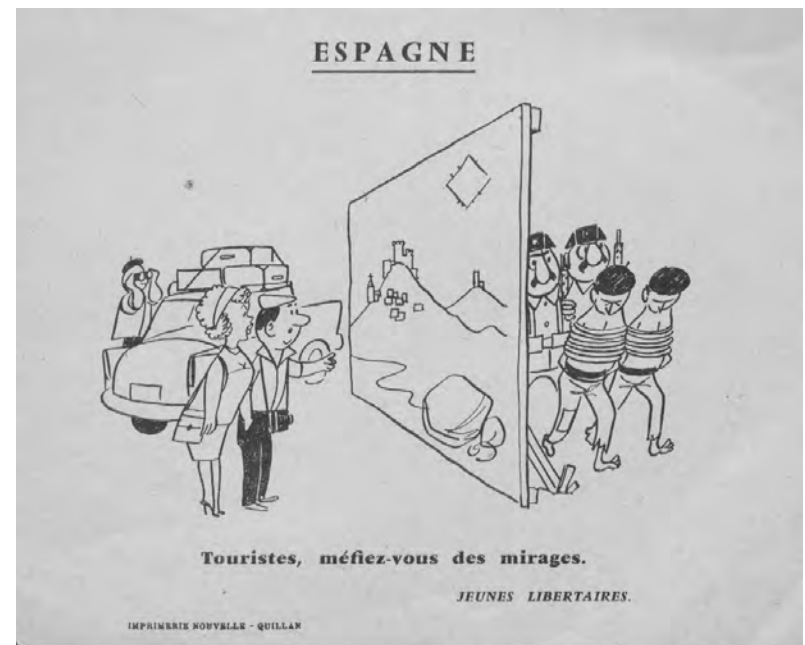 ESPAGNE
Touristes, méfiez-vous des mirages.
JEUNES LIBERTAIRES.
IMPRIMERIE NOUVELLE - QUILLAN